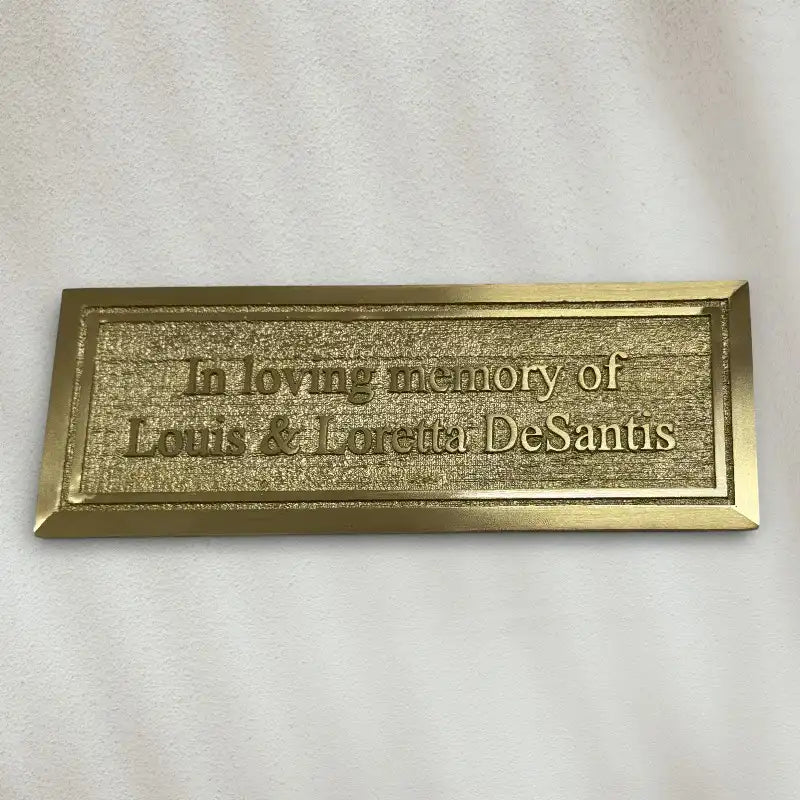 In loving memory of
Louis & Loretta DeSantis